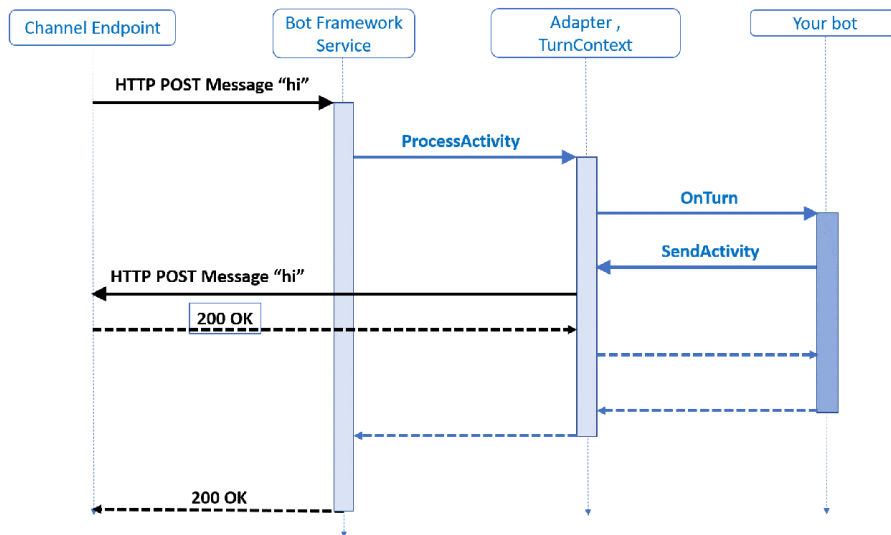 Channel Endpoint
Bot Framework
Service
Adapter ,
TurnContext
Your bot
HTTP POST Message “hi”
ProcessActivity
OnTurn
SendActivity
HTTP POST Message “hi”
200 OK
200 OK